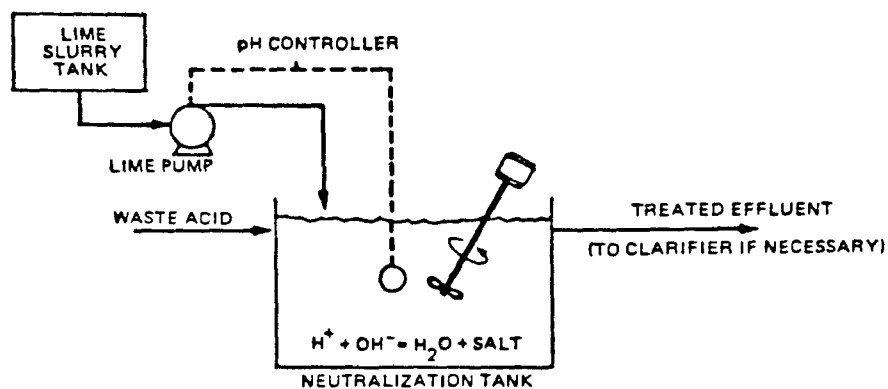 LIME
SLURRY
TANK
pH CONTROLLER
LIME PUMP
WASTE ACID
TREATED EFFLUENT
(TO CLARIFIER IF NECESSARY)
H⁺ + OH⁻ = H₂O + SALT
NEUTRALIZATION TANK